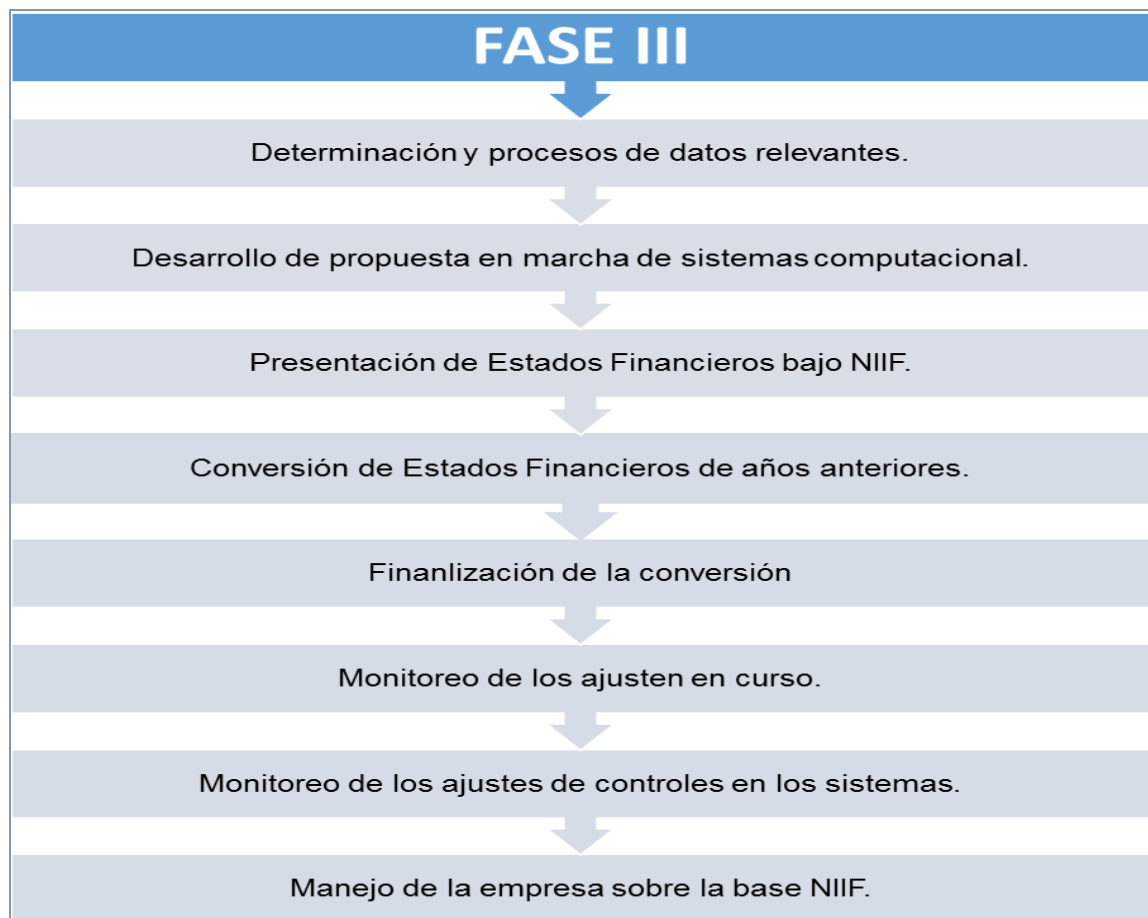 FASE III
Determinación y procesos de datos relevantes.
Desarrollo de propuesta en marcha de sistemas computacional.
Presentación de Estados Financieros bajo NIIF.
Conversión de Estados Financieros de años anteriores.
Finanlización de la conversión
Monitoreo de los ajusten en curso.
Monitoreo de los ajustes de controles en los sistemas.
Manejo de la empresa sobre la base NIIF.